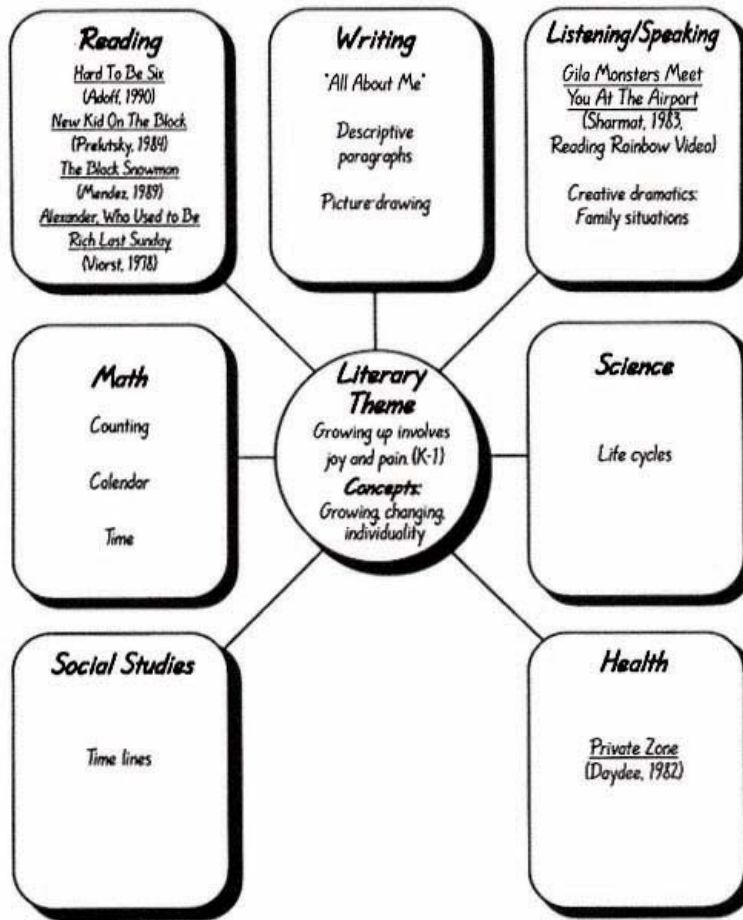 Reading
Hard To Be Six
(Adoff, 1990)
New Kid On The Block
(Prelutsky, 1984)
The Black Snowman
(Mendez, 1989)
Alexander, Who Used to Be
Rich Last Sunday
(Viorst, 1978)
Writing
"All About Me"
Descriptive
paragraphs
Picture-drawing
Listening/Speaking
Gila Monsters Meet
You At The Airport
(Sharmat, 1983,
Reading Rainbow Video)
Creative dramatics:
Family situations
Math
Counting
Calendar
Time
Literary
Theme
Growing up involves
joy and pain. (K-1)
Concepts:
Growing, changing,
individuality
Science
Life cycles
Social Studies
Time lines
Health
Private Zone
(Daydee, 1982)